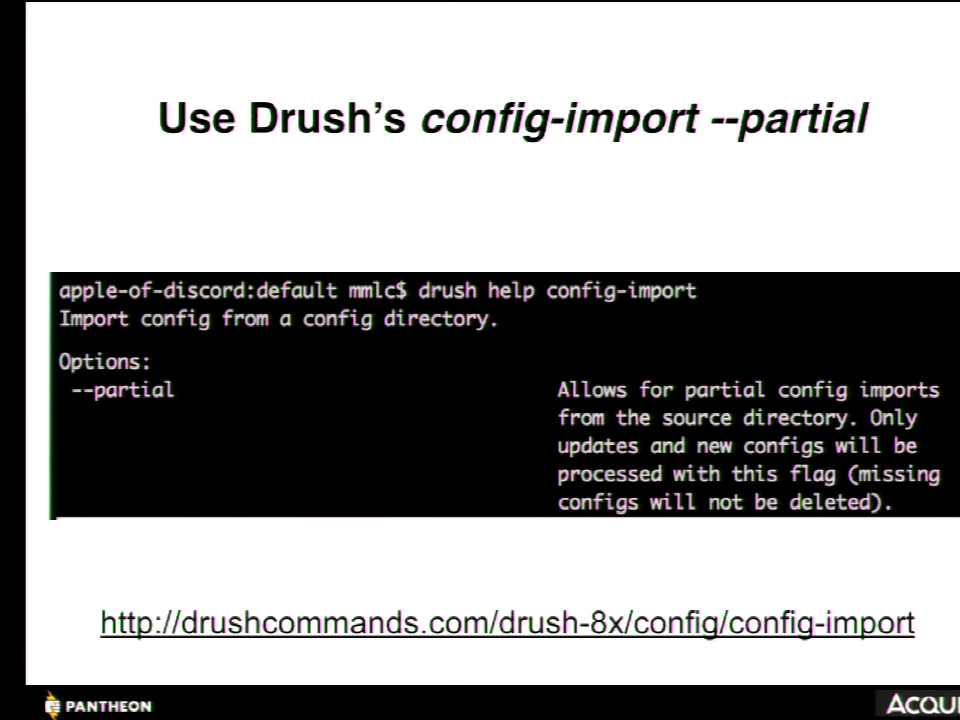 Use Drush’s config-import --partial
apple-of-discord:default mmlc$ drush help config-import
Import config from a config directory.
Options:
--partial Allows for partial config imports
from the source directory. Only
updates and new configs will be
processed with this flag (missing
configs will not be deleted).
http://drushcommands.com/drush-8x/config/config-import
PANTHEON